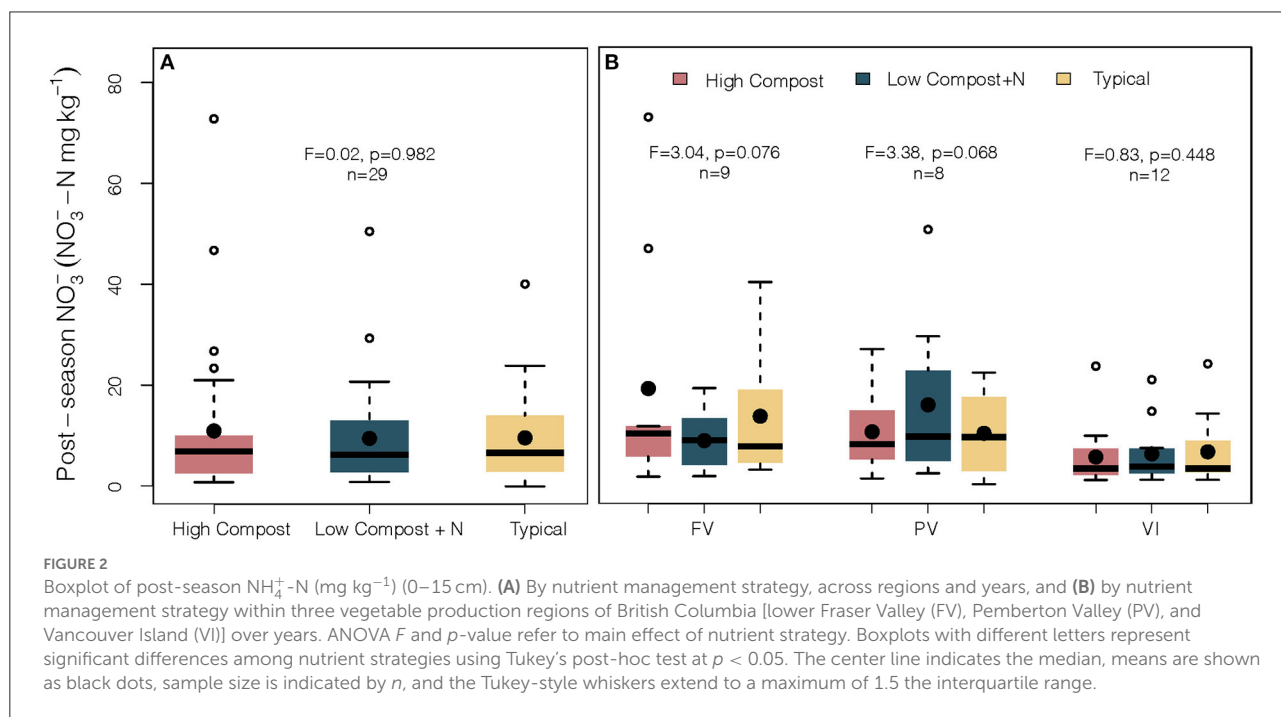 A
B
High Compost
Low Compost+N
Typical
F=0.02, p=0.982
n=29
F=3.04, p=0.076
n=9
F=3.38, p=0.068
n=8
F=0.83, p=0.448
n=12
Post−season NO₃⁻ (NO₃⁻−N mg kg⁻¹)
80
60
40
20
0
High Compost
Low Compost + N
Typical
FV
PV
VI
FIGURE 2
Boxplot of post-season NH₄⁺-N (mg kg⁻¹) (0–15 cm). (A) By nutrient management strategy, across regions and years, and (B) by nutrient
management strategy within three vegetable production regions of British Columbia [lower Fraser Valley (FV), Pemberton Valley (PV), and
Vancouver Island (VI)] over years. ANOVA F and p-value refer to main effect of nutrient strategy. Boxplots with different letters represent
significant differences among nutrient strategies using Tukey's post-hoc test at p < 0.05. The center line indicates the median, means are shown
as black dots, sample size is indicated by n, and the Tukey-style whiskers extend to a maximum of 1.5 the interquartile range.